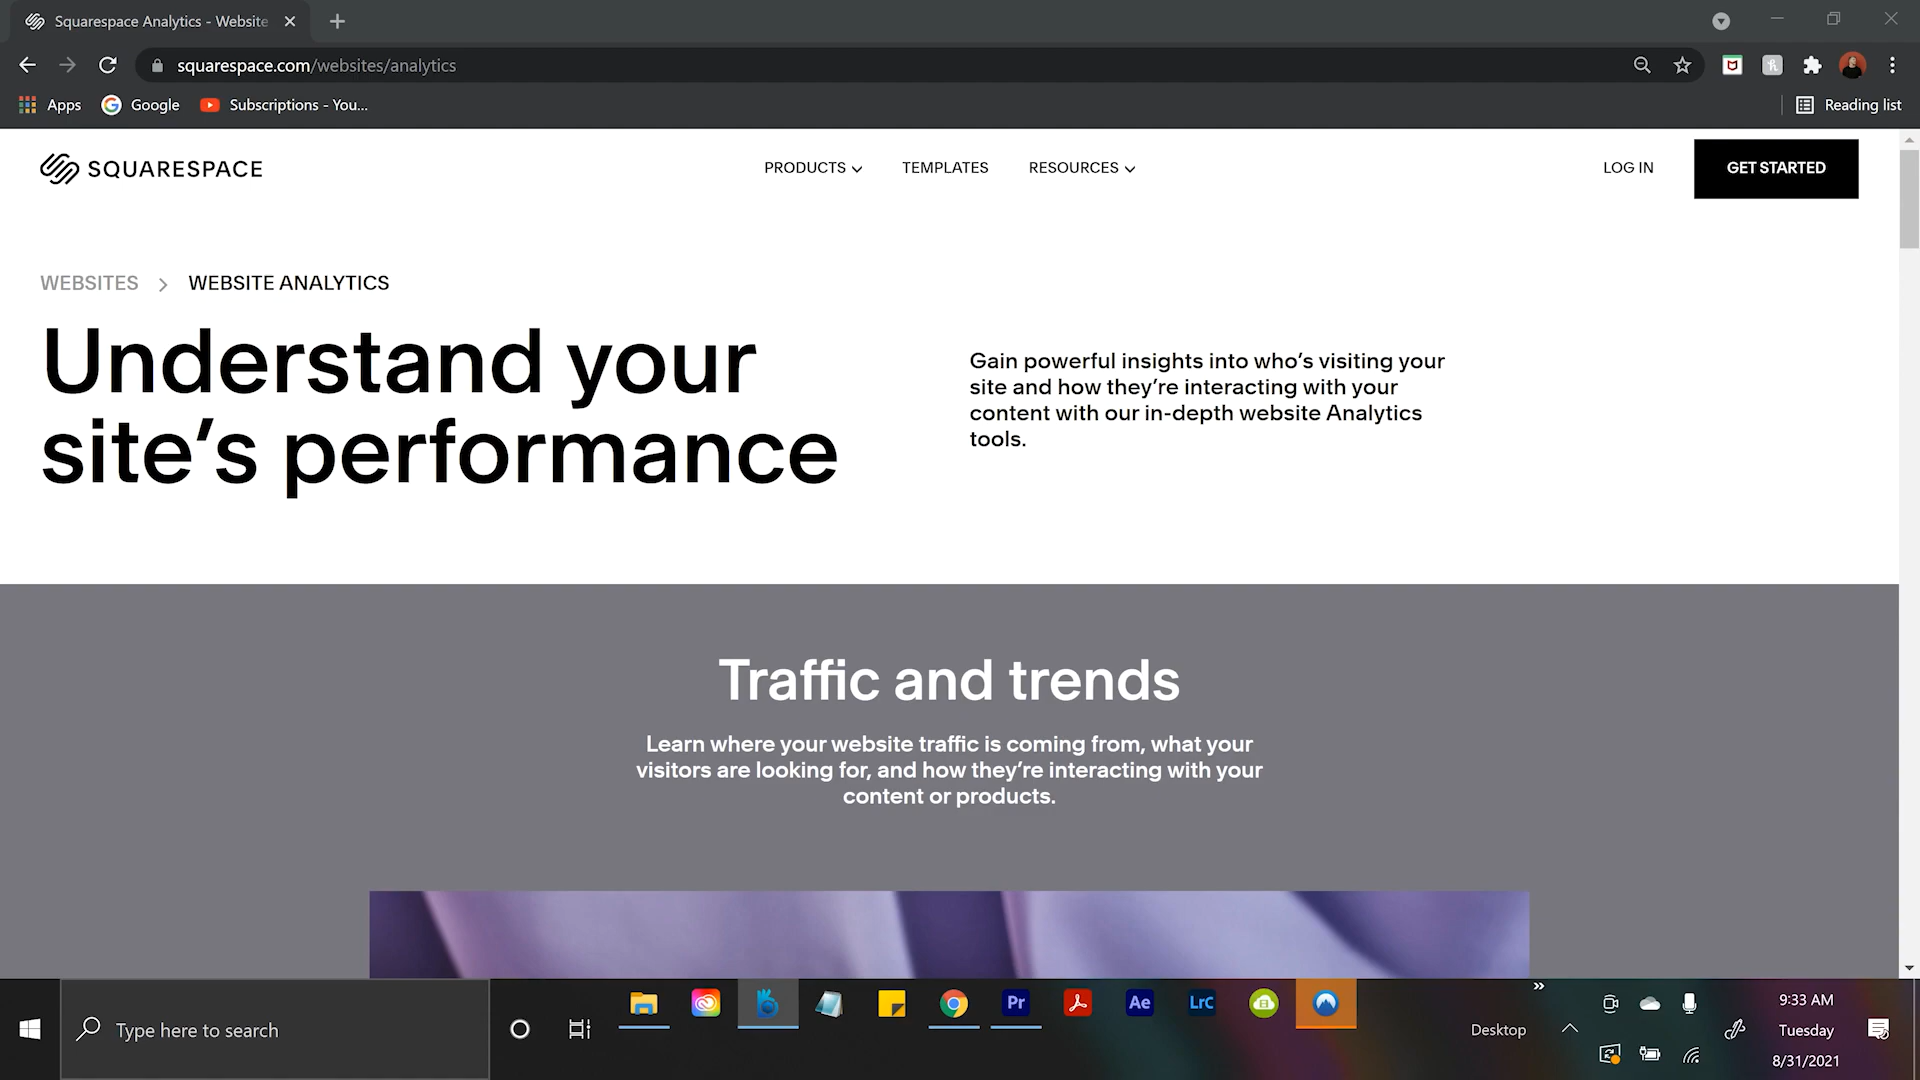 Squarespace Analytics - Website
squarespace.com/websites/analytics
Apps
Google
Subscriptions - You...
Reading list
SQUARESPACE
PRODUCTS
TEMPLATES
RESOURCES
LOG IN
GET STARTED
WEBSITES > WEBSITE ANALYTICS
Understand your
site’s performance
Gain powerful insights into who’s visiting your
site and how they’re interacting with your
content with our in-depth website Analytics
tools.
Traffic and trends
Learn where your website traffic is coming from, what your
visitors are looking for, and how they’re interacting with your
content or products.
Type here to search
Pr
Ae
LrC
Desktop
9:33 AM
Tuesday
8/31/2021